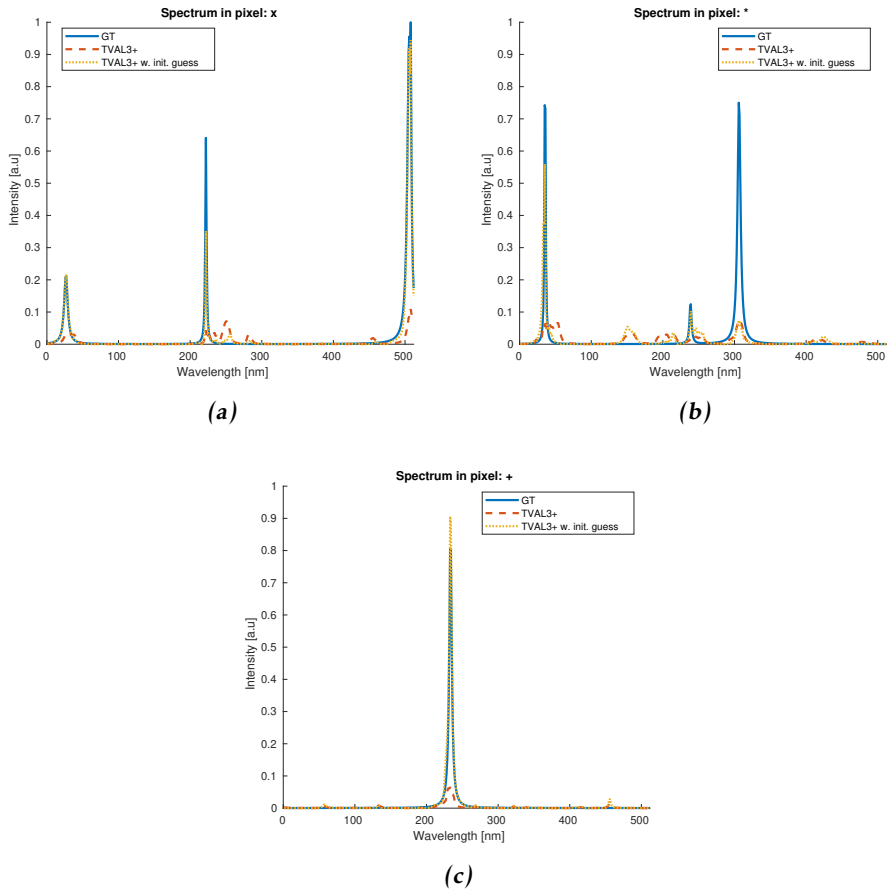 Spectrum in pixel: x
GT
TVAL3+
TVAL3+ w. init. guess
Intensity [a.u]
1
0.9
0.8
0.7
0.6
0.5
0.4
0.3
0.2
0.1
0
0 100 200 300 400 500
Wavelength [nm]
(a)
Spectrum in pixel: *
GT
TVAL3+
TVAL3+ w. init. guess
Intensity [a.u]
1
0.9
0.8
0.7
0.6
0.5
0.4
0.3
0.2
0.1
0
0 100 200 300 400 500
Wavelength [nm]
(b)
Spectrum in pixel: +
GT
TVAL3+
TVAL3+ w. init. guess
Intensity [a.u]
1
0.9
0.8
0.7
0.6
0.5
0.4
0.3
0.2
0.1
0
0 100 200 300 400 500
Wavelength [nm]
(c)